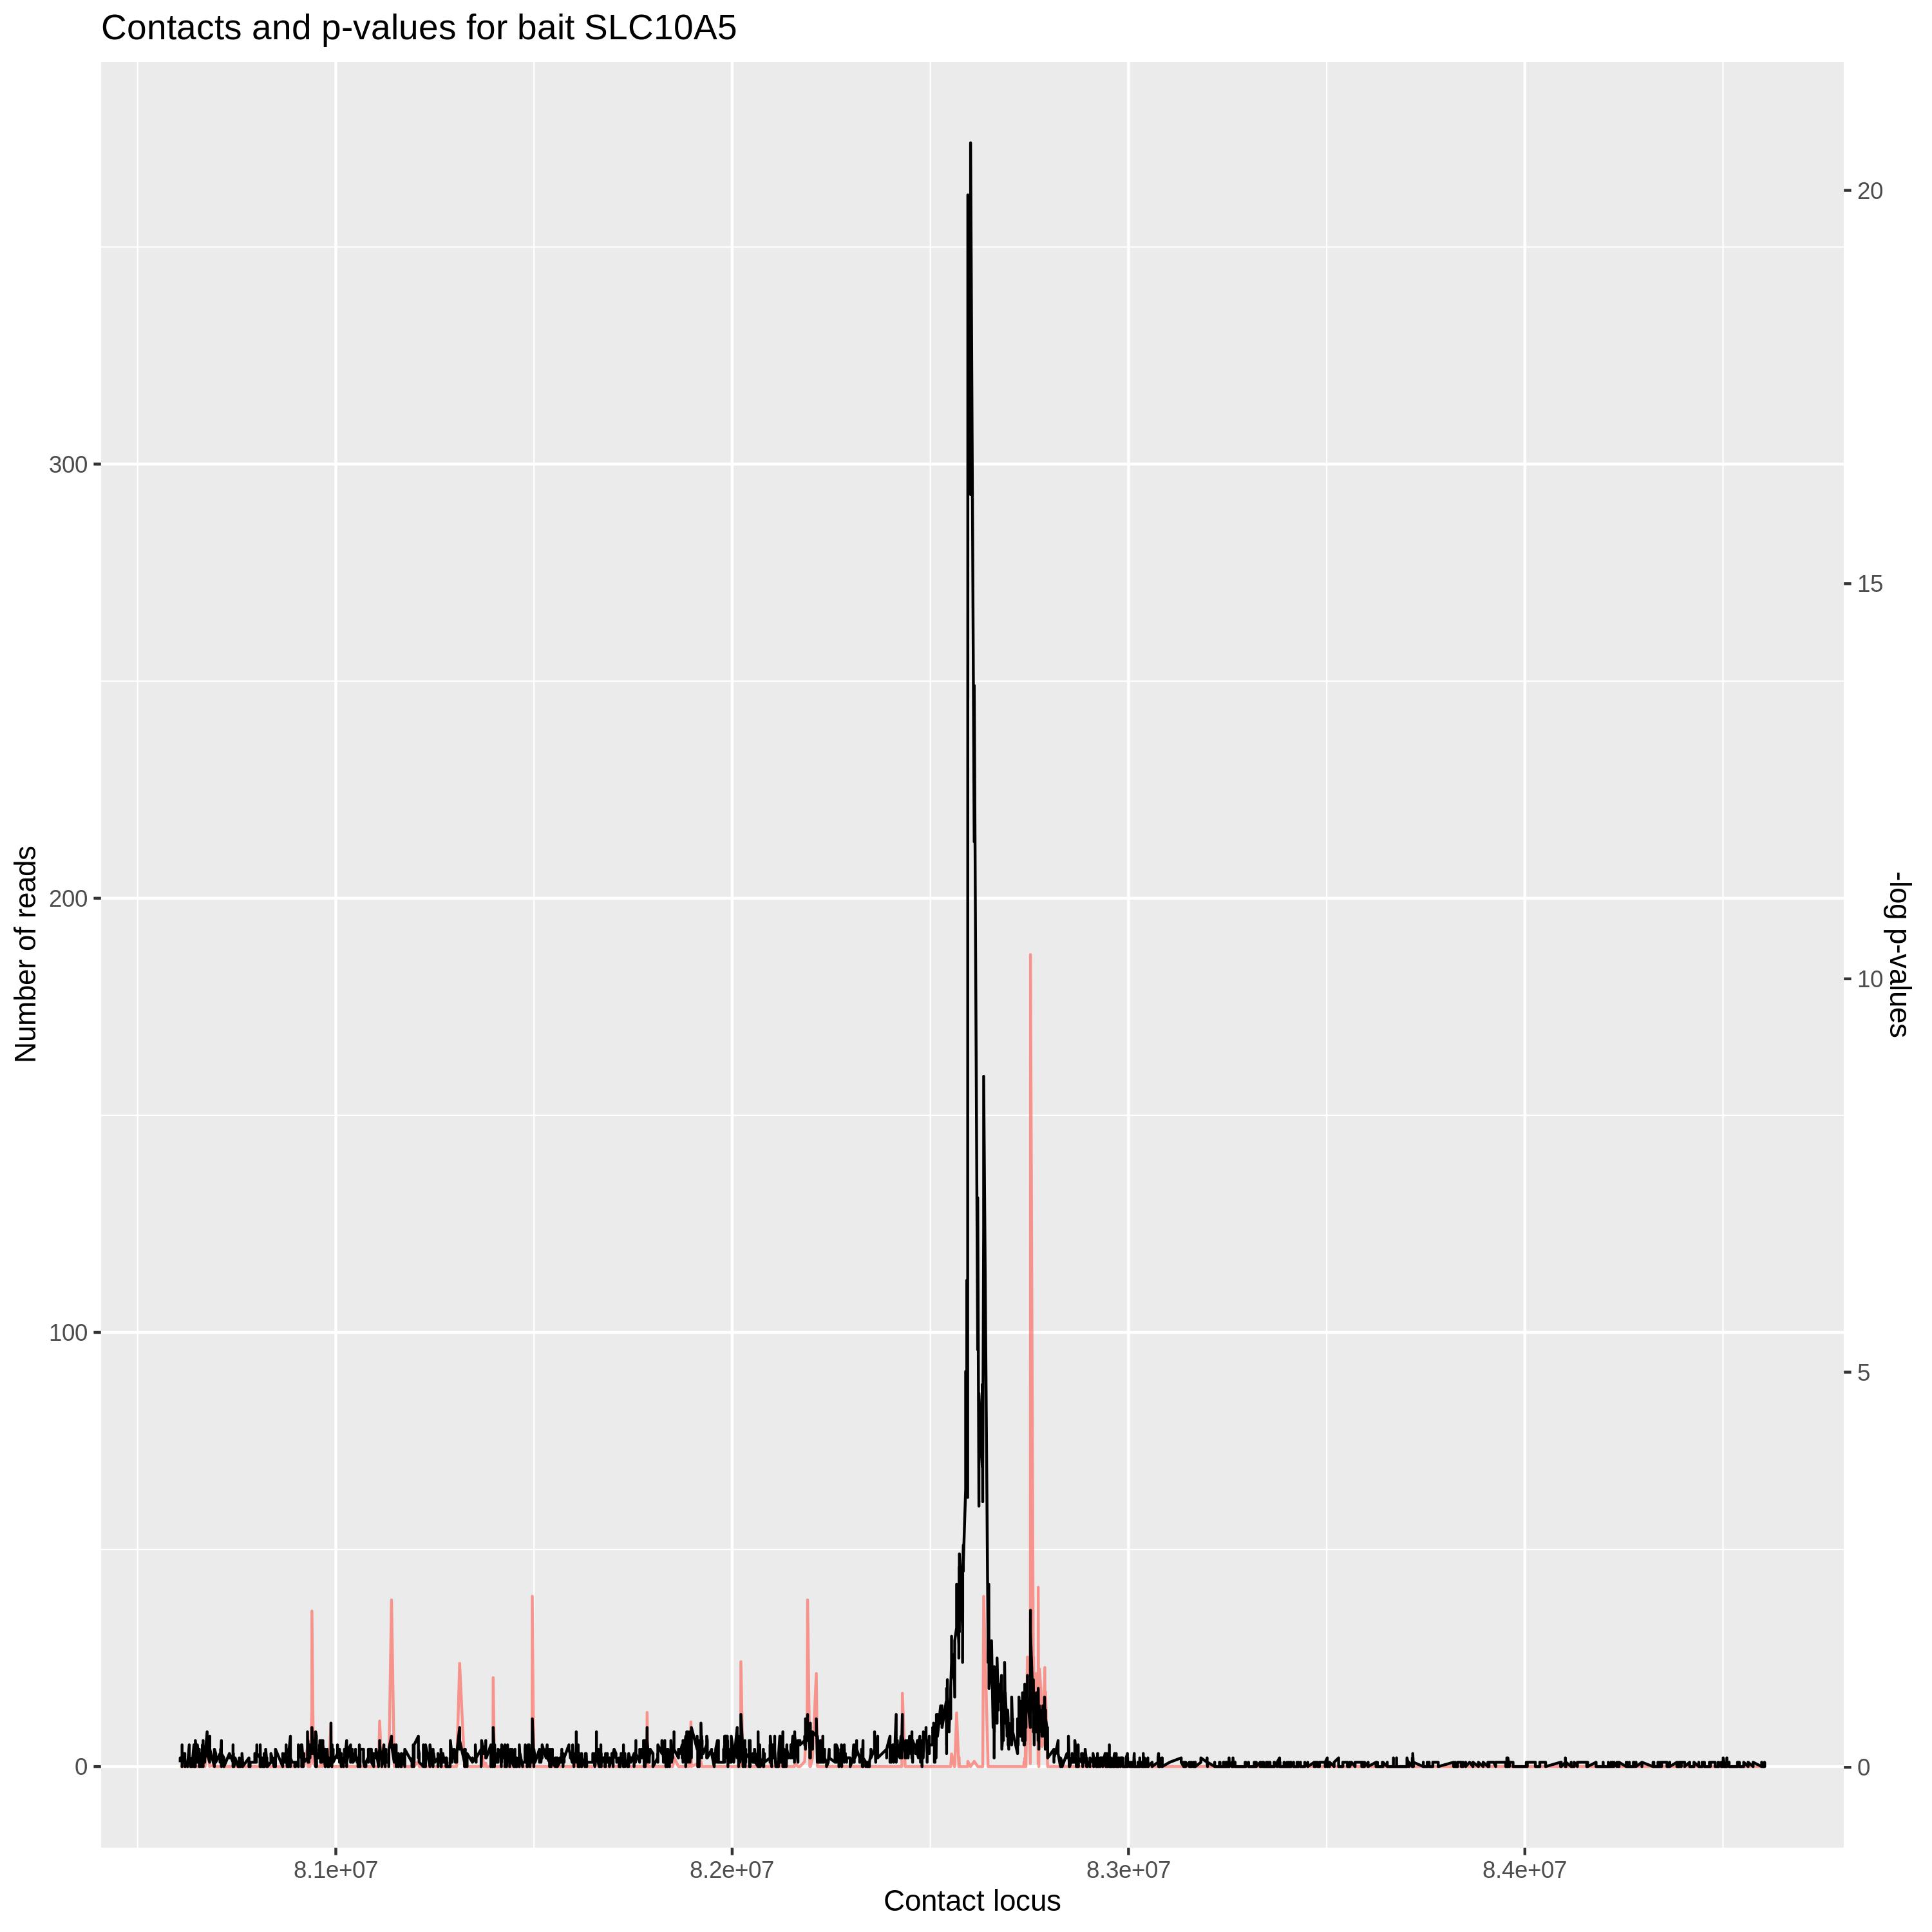 Contacts and p-values for bait SLC10A5
Number of reads
300
200
100
0
20
15
10
5
0
-log p-values
8.1e+07 8.2e+07 8.3e+07 8.4e+07
Contact locus